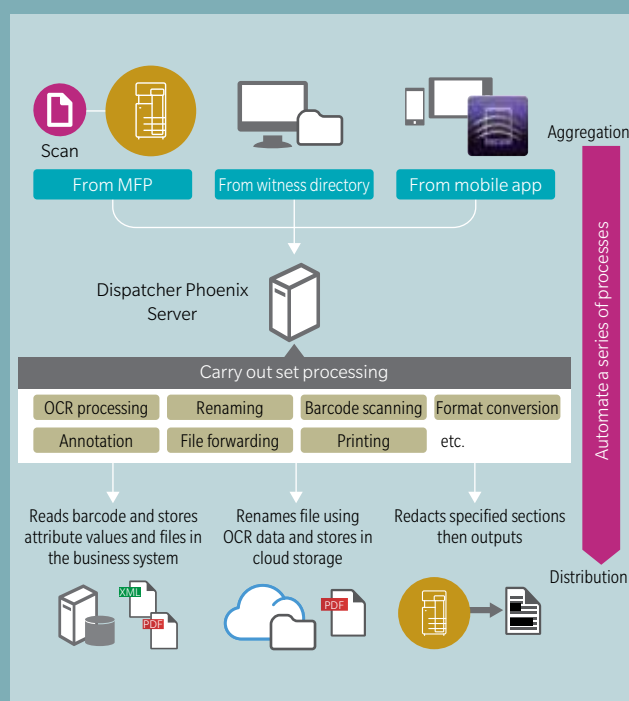 Scan
Aggregation
From MFP
From witness directory
From mobile app
Automate a series of processes
Dispatcher Phoenix
Server
Carry out set processing
OCR processing
Renaming
Barcode scanning
Format conversion
Annotation
File forwarding
Printing
etc.
Reads barcode and stores
attribute values and files in
the business system
Renames file using
OCR data and stores in
cloud storage
Redacts specified sections
then outputs
Distribution
XML
PDF
PDF